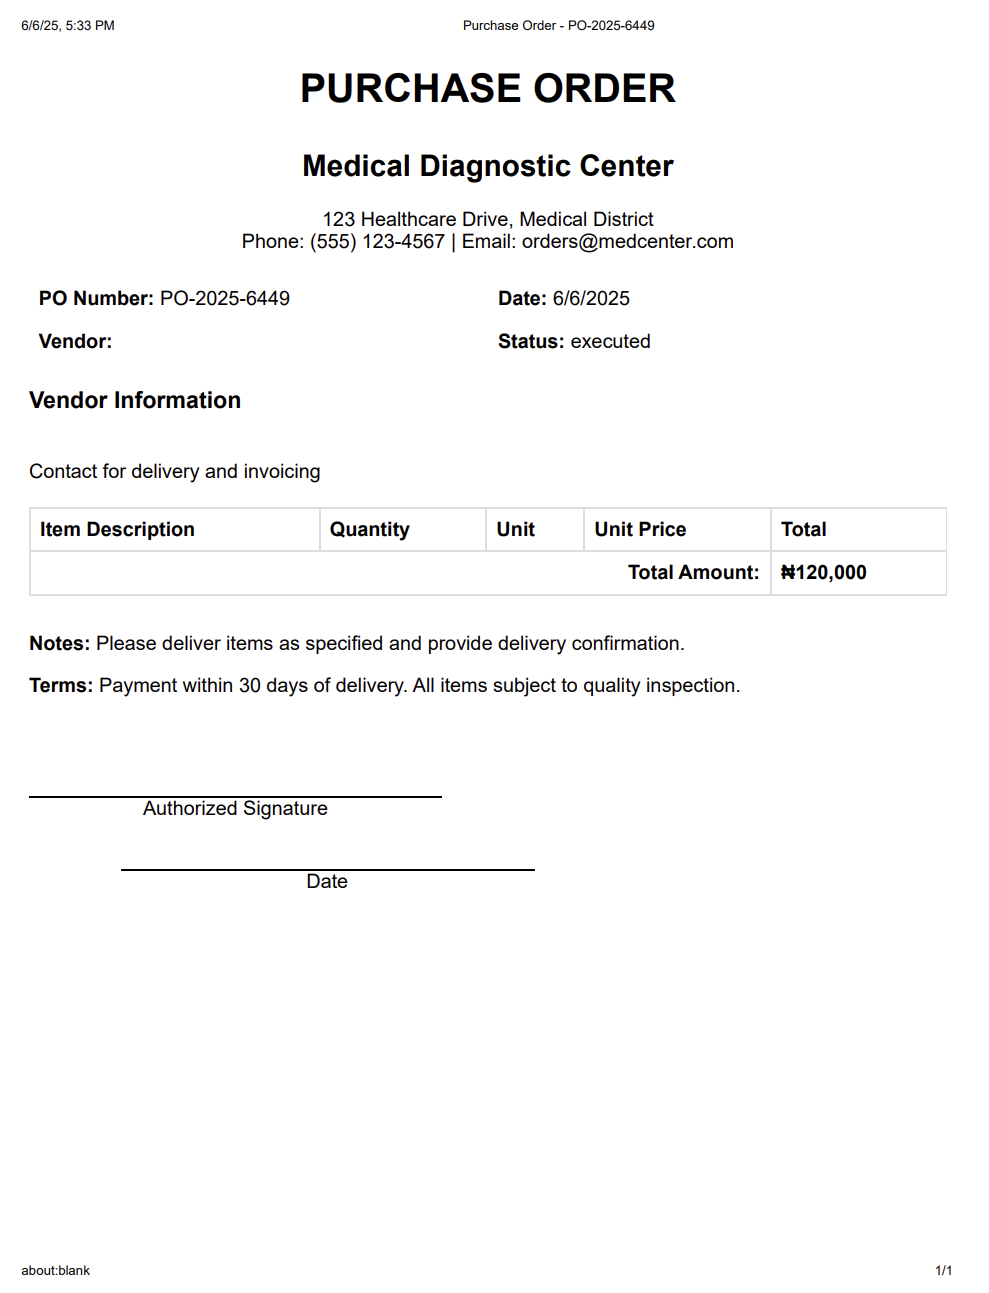 6/6/25, 5:33 PM Purchase Order - PO-2025-6449
PURCHASE ORDER
Medical Diagnostic Center
123 Healthcare Drive, Medical District
Phone: (555) 123-4567 | Email: orders@medcenter.com
PO Number: PO-2025-6449 Date: 6/6/2025
Vendor: Status: executed
Vendor Information
Contact for delivery and invoicing
Item Description Quantity Unit Unit Price Total
Total Amount: ₦120,000
Notes: Please deliver items as specified and provide delivery confirmation.
Terms: Payment within 30 days of delivery. All items subject to quality inspection.
Authorized Signature
Date
about:blank 1/1